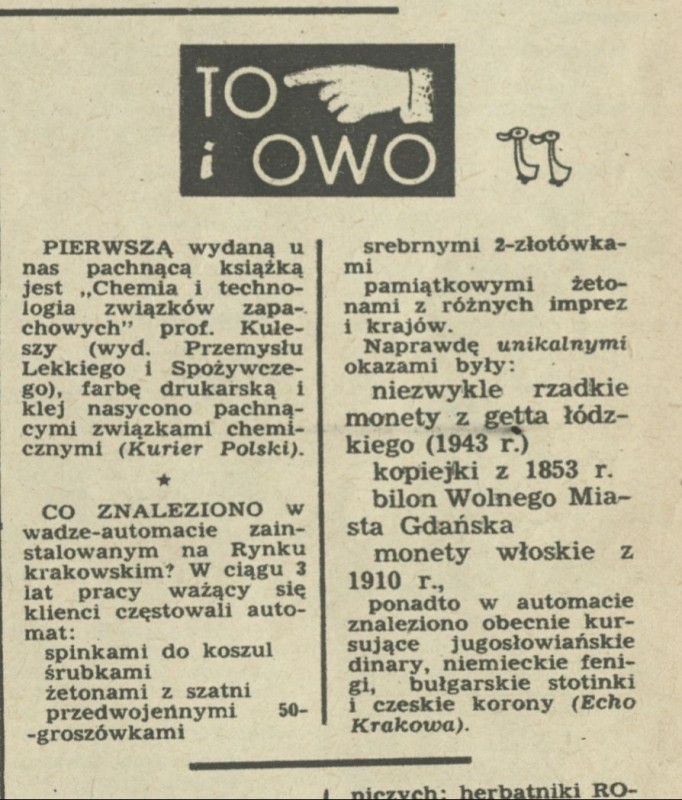 TO
i OWO
PIERWSZĄ wydaną u
nas pachnącą książką
jest „Chemia i techno-
logia związków zapa-
chowych” prof. Kule-
szy (wyd. Przemysłu
Lekkiego i Spożywcze-
go), farbę drukarską i
klej nasycono pachną-
cymi związkami chemi-
cznymi (Kurier Polski).
★
CO ZNALEZIONO w
wadze-automacie zain-
stalowanym na Rynku
krakowskim? W ciągu 3
lat pracy ważący się
klienci częstowali auto-
mat:
spinkami do koszul
śrubkami
żetonami z szatni
przedwojennymi 50-
-groszówkami
srebrnymi 2-złotówka-
mi
pamiątkowymi żeto-
nami z różnych imprez
i krajów.
Naprawdę unikalnymi
okazami były:
niezwykle rzadkie
monety z getta łódz-
kiego (1943 r.)
kopiejki z 1853 r.
bilon Wolnego Mia-
sta Gdańska
monety włoskie z
1910 r.,
ponadto w automacie
znaleziono obecnie kur-
sujące jugosłowiańskie
dinary, niemieckie feni-
gi, bułgarskie stotinki
i czeskie korony (Echo
Krakowa).
niczych: herbatniki RO-